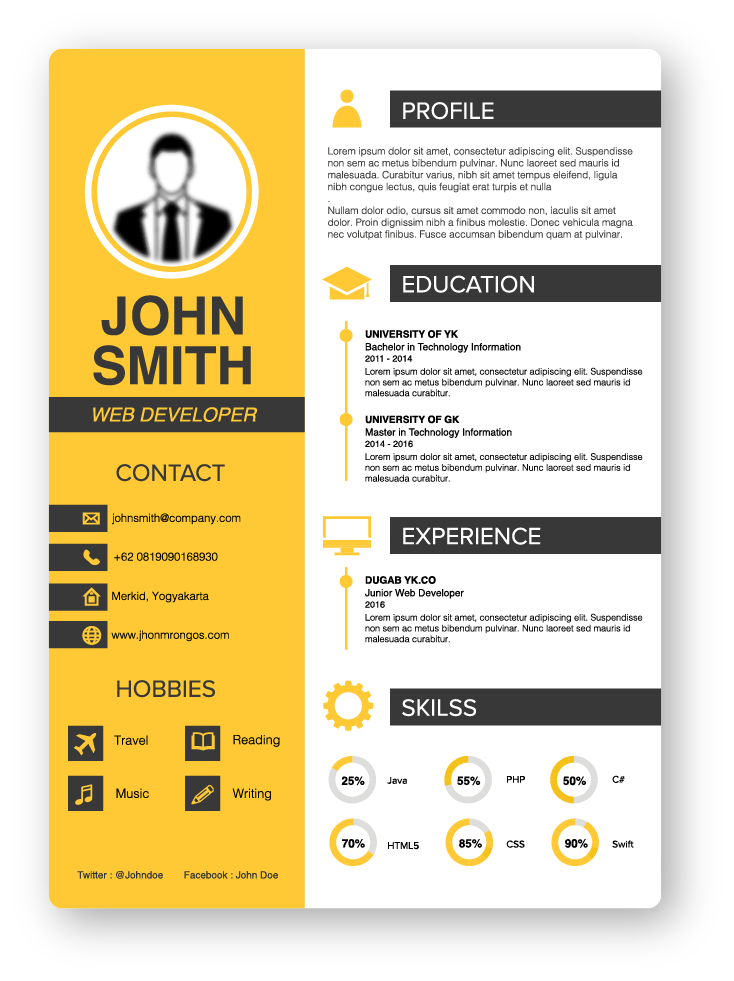 JOHN
SMITH
WEB DEVELOPER
CONTACT
johnsmith@company.com
+62 0819090168930
Merkid, Yogyakarta
www.jhonmrongos.com
HOBBIES
Travel
Reading
Music
Writing
Twitter : @Johndoe
Facebook : John Doe
PROFILE
Lorem ipsum dolor sit amet, consectetur adipiscing elit. Suspendisse
non sem ac metus bibendum pulvinar. Nunc laoreet sed mauris id
malesuada. Curabitur varius, nibh sit amet tempus eleifend, ligula
nibh congue lectus, quis feugiat erat turpis et nulla
.
Nullam dolor odio, cursus sit amet commodo non, iaculis sit amet
dolor. Proin dignissim nibh a finibus molestie. Donec vehicula magna
nec volutpat finibus. Fusce accumsan bibendum quam at pulvinar.
EDUCATION
UNIVERSITY OF YK
Bachelor in Technology Information
2011 - 2014
Lorem ipsum dolor sit amet, consectetur adipiscing elit. Suspendisse
non sem ac metus bibendum pulvinar. Nunc laoreet sed mauris id
malesuada curabitur.
UNIVERSITY OF GK
Master in Technology Information
2014 - 2016
Lorem ipsum dolor sit amet, consectetur adipiscing elit. Suspendisse
non sem ac metus bibendum pulvinar. Nunc laoreet sed mauris id
malesuada curabitur.
EXPERIENCE
DUGAB YK.CO
Junior Web Developer
2016
Lorem ipsum dolor sit amet, consectetur adipiscing elit. Suspendisse
non sem ac metus bibendum pulvinar. Nunc laoreet sed mauris id
malesuada curabitur.
SKILSS
25% Java
55% PHP
50% C#
70% HTML5
85% CSS
90% Swift